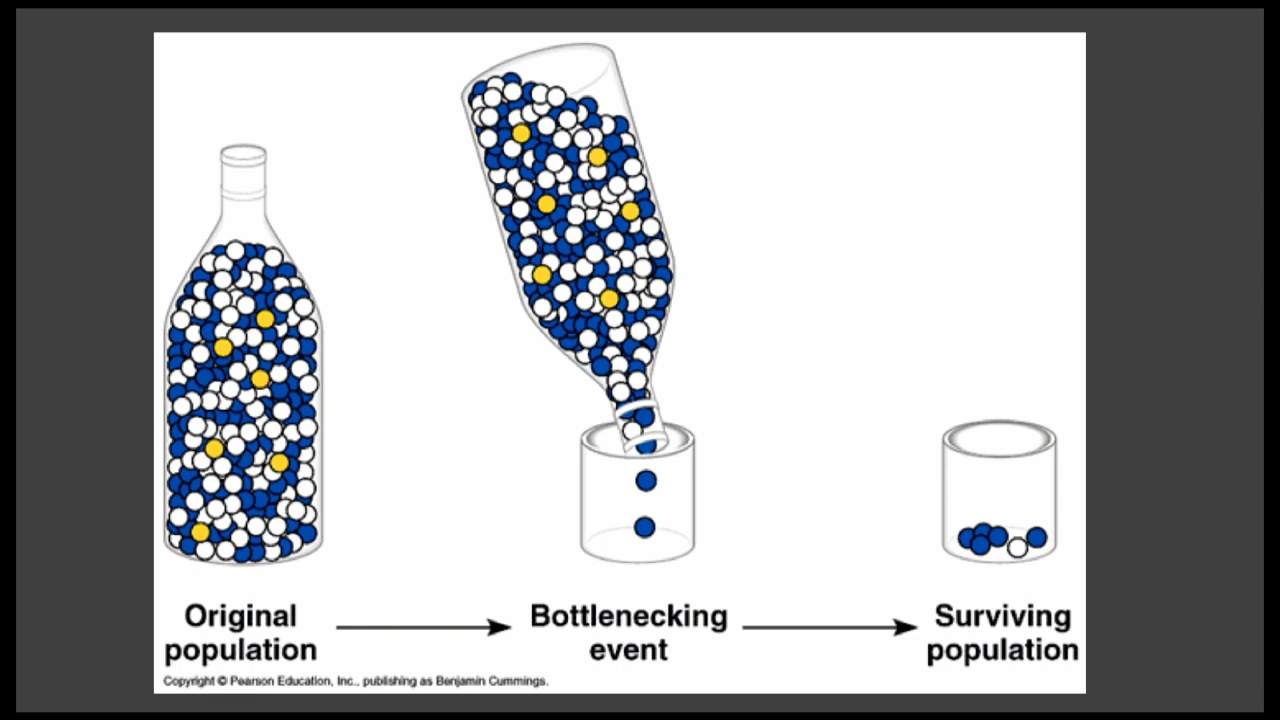 Original
population
Bottlenecking
event
Surviving
population
Copyright © Pearson Education, Inc., publishing as Benjamin Cummings.